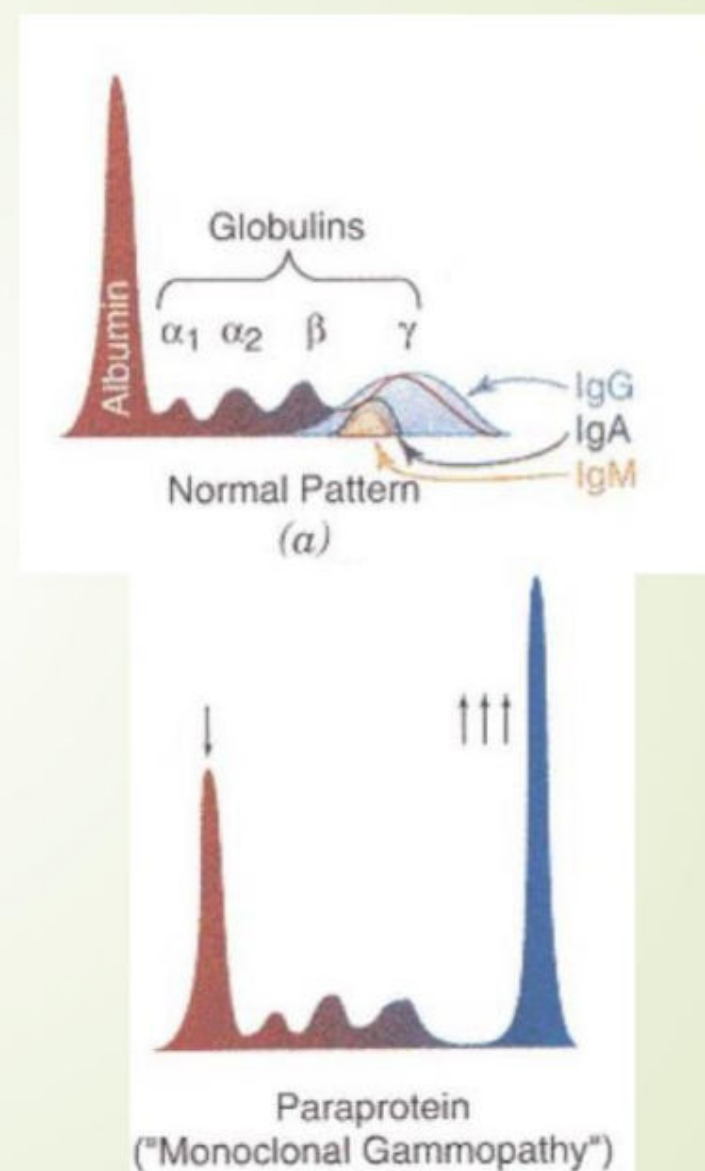 Globulins
Albumin
α1 α2 β γ
IgG
IgA
IgM
Normal Pattern
(a)
↓
↑↑↑
Paraprotein
("Monoclonal Gammopathy")